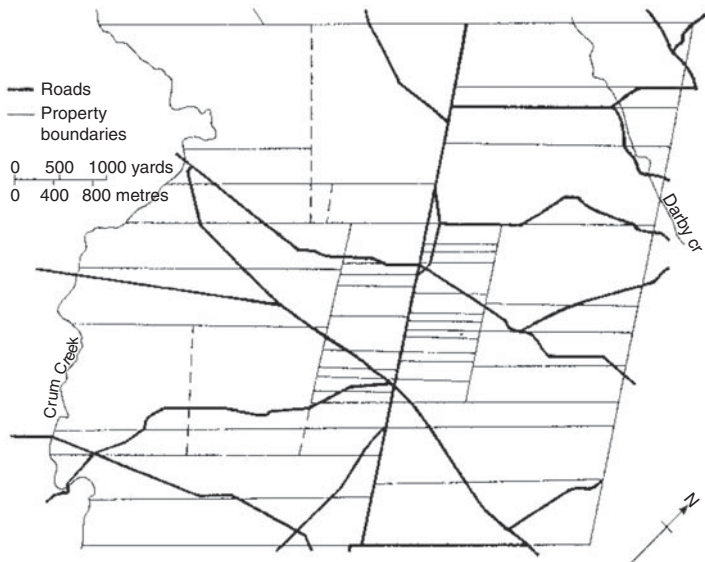 Roads
Property
boundaries
0 500 1000 yards
0 400 800 metres
Crum Creek
Darby cr
N